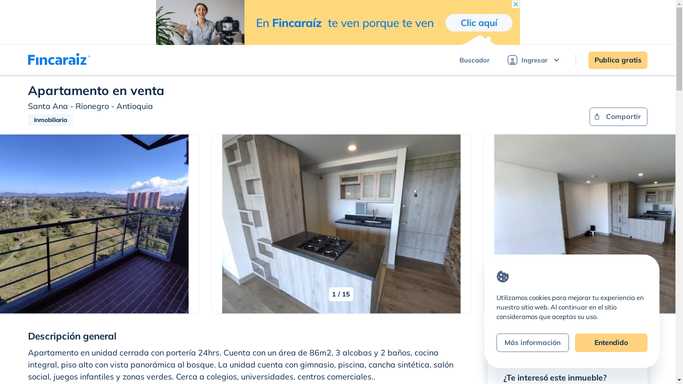 En Fincaraíz te ven porque te ven
Clic aquí
Fincaraiz
Buscador
Ingresar
Publica gratis
Apartamento en venta
Santa Ana - Rionegro - Antioquia
Inmobiliaria
Compartir
1 / 15
Utilizamos cookies para mejorar tu experiencia en
nuestro sitio web. Al continuar en el sitio
consideramos que aceptas su uso.
Más información
Entendido
Descripción general
Apartamento en unidad cerrada con portería 24hrs. Cuenta con un área de 86m2, 3 alcobas y 2 baños, cocina
integral, piso alto con vista panorámica al bosque. La unidad cuenta con gimnasio, piscina, cancha sintética, salón
social, juegos infantiles y zonas verdes. Cerca a colegios, universidades, centros comerciales..
¿Te interesó este inmueble?